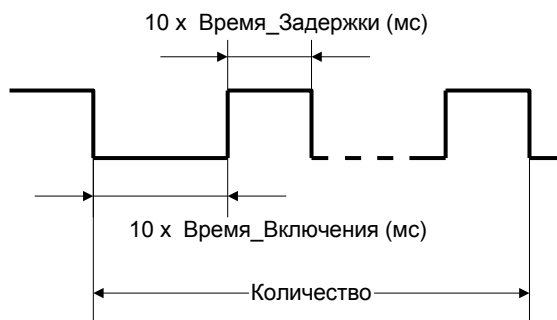 10 x Время_Задержки (мс)
10 x Время_Включения (мс)
Количество